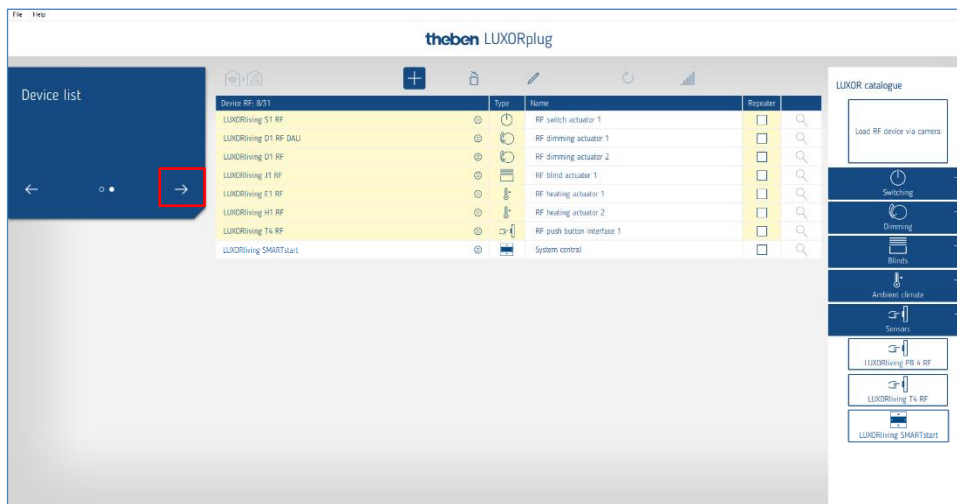 File Help
theben LUXORplug
Device list
Device RF: 8/31 Type Name Repeater
LUXORliving S1 RF RF switch actuator 1
LUXORliving D1 RF DALI RF dimming actuator 1
LUXORliving D1 RF RF dimming actuator 2
LUXORliving J1 RF RF blind actuator 1
LUXORliving E1 RF RF heating actuator 1
LUXORliving H1 RF RF heating actuator 2
LUXORliving T4 RF RF push button interface 1
LUXORliving SMARTstart System central
LUXOR catalogue
Load RF device via camera
Switching
Dimming
Blinds
Ambient climate
Sensors
LUXORliving PB 4 RF
LUXORliving T4 RF
LUXORliving SMARTstart